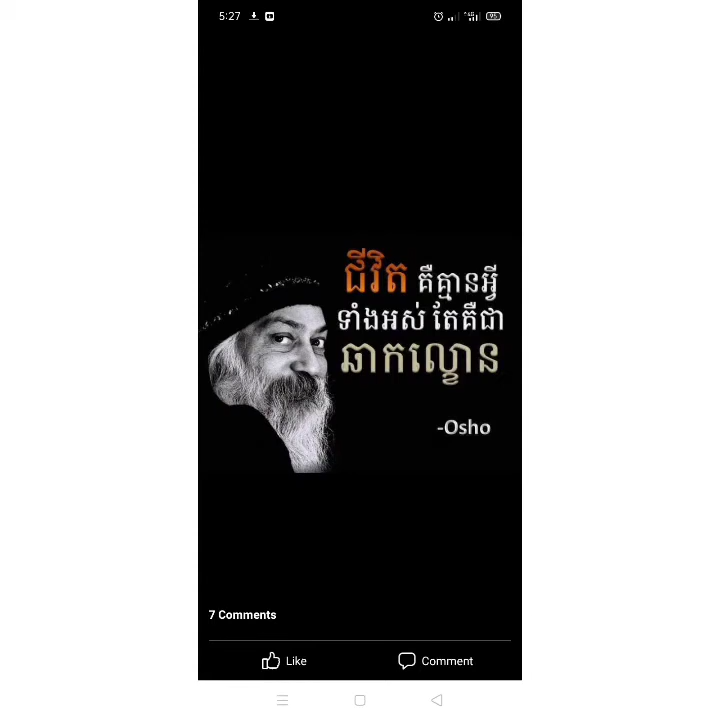 5:27
95
ជីវិត គឺគ្មានអ្វី
ទាំងអស់ តែគឺជា
ឆាកល្ខោន
-Osho
7 Comments
Like
Comment